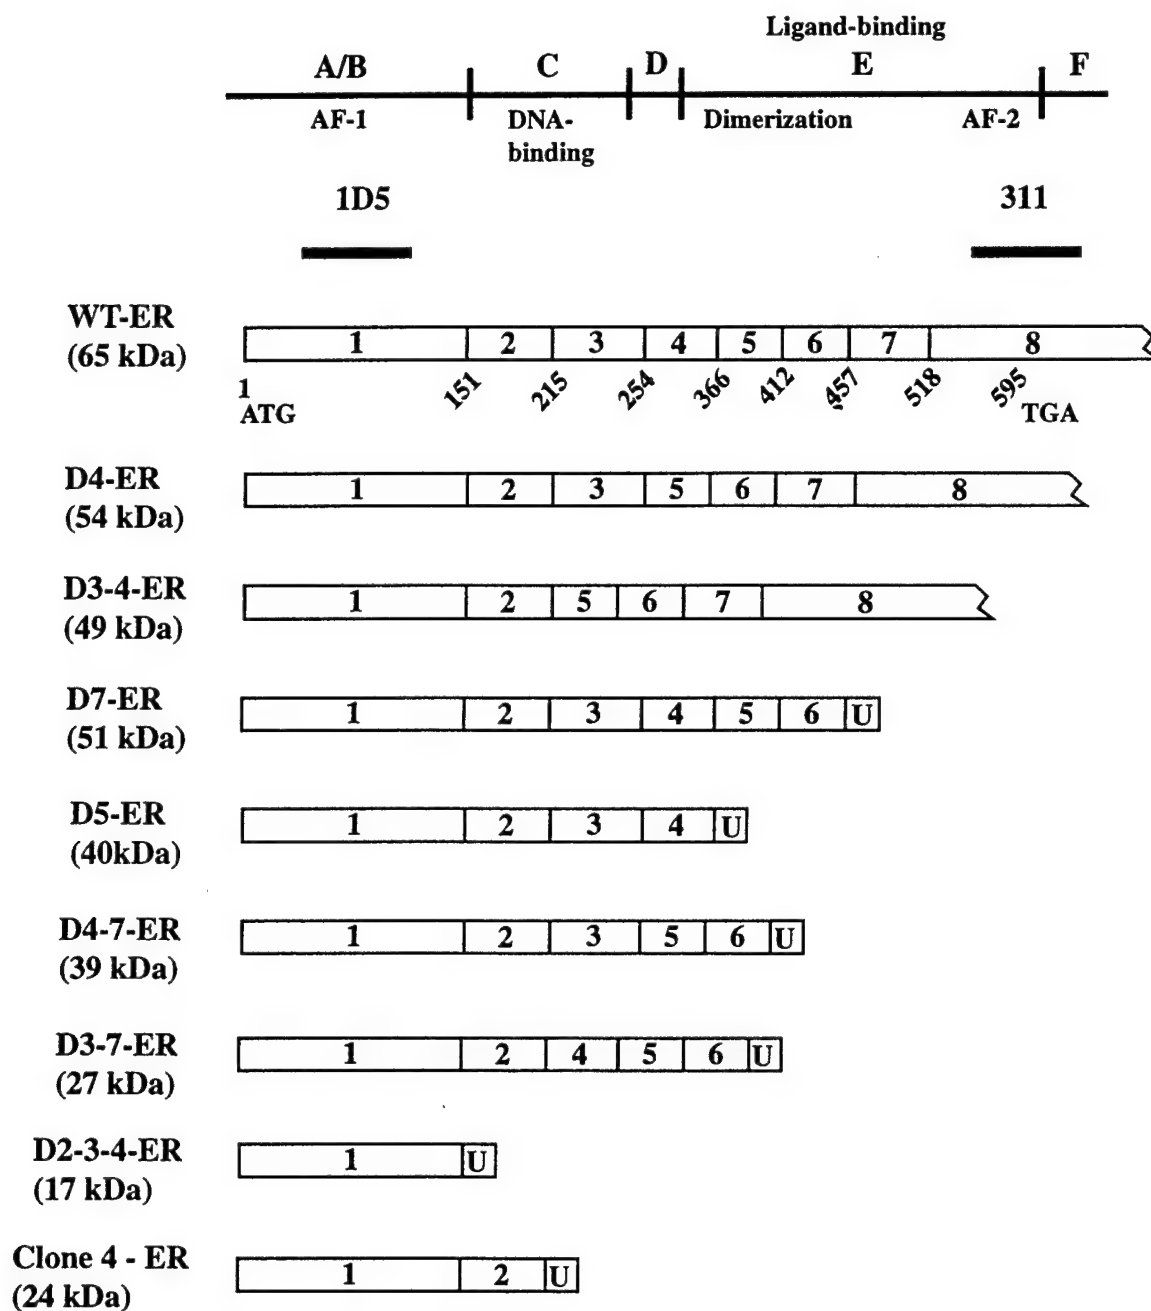 Ligand-binding
A/B C D E F
AF-1 DNA-binding Dimerization AF-2
1D5 311
WT-ER
(65 kDa)
1 2 3 4 5 6 7 8
1 151 215 254 366 412 457 518 595
ATG TGA
D4-ER
(54 kDa)
1 2 3 5 6 7 8
D3-4-ER
(49 kDa)
1 2 5 6 7 8
D7-ER
(51 kDa)
1 2 3 4 5 6 U
D5-ER
(40kDa)
1 2 3 4 U
D4-7-ER
(39 kDa)
1 2 3 5 6 U
D3-7-ER
(27 kDa)
1 2 4 5 6 U
D2-3-4-ER
(17 kDa)
1 U
Clone 4 - ER
(24 kDa)
1 2 U